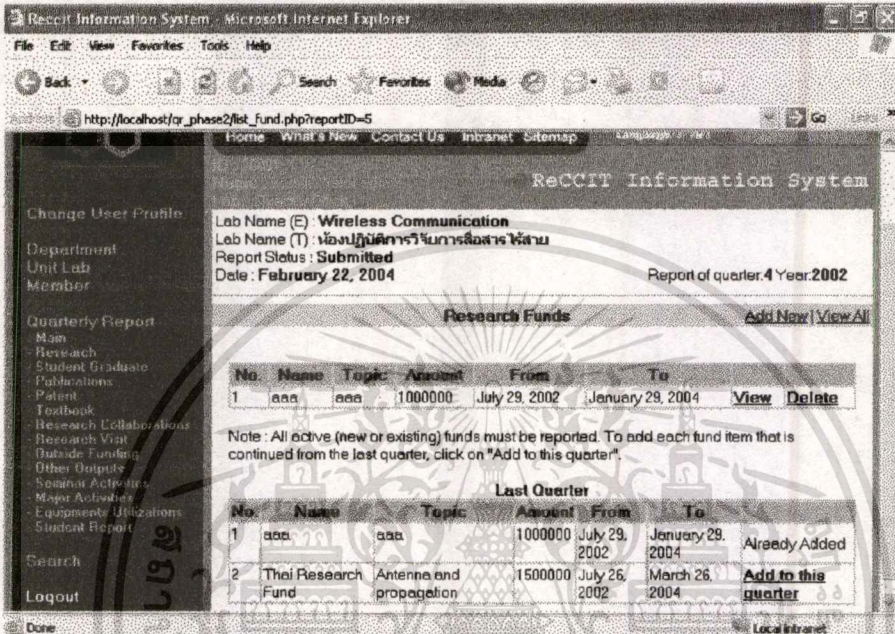 Reccit Information System - Microsoft Internet Explorer
File Edit View Favorites Tools Help
Back Search Favorites Media
http://localhost/qr_phase2/list_fund.php?reportID=5 Go
Home What's New Contact Us Intranet Sitemap
ReCCIT Information System
Change User Profile
Department
Unit Lab
Member
Quarterly Report
- Main
- Research
- Student Graduate
- Publications
- Patent
- Textbook
- Research Collaborations
- Research Visit
- Outside Funding
- Other Outputs
- Seminar Activities
- Major Activities
- Equipments Utilizations
- Student Report
Search
Logout
Lab Name (E) : Wireless Communication
Lab Name (T) : ห้องปฏิบัติการวิจัยการสื่อสารไร้สาย
Report Status : Submitted
Date : February 22, 2004 Report of quarter.4 Year.2002
Research Funds Add New | View All
No. Name Topic Amount From To
1 aaa aaa 1000000 July 29, 2002 January 29, 2004 View Delete
Note : All active (new or existing) funds must be reported. To add each fund item that is
continued from the last quarter, click on "Add to this quarter".
Last Quarter
No. Name Topic Amount From To
1 aaa aaa 1000000 July 29, 2002 January 29, 2004 Already Added
2 Thai Research Fund Antenna and propagation 1500000 July 26, 2002 March 26, 2004 Add to this quarter
Done Local intranet